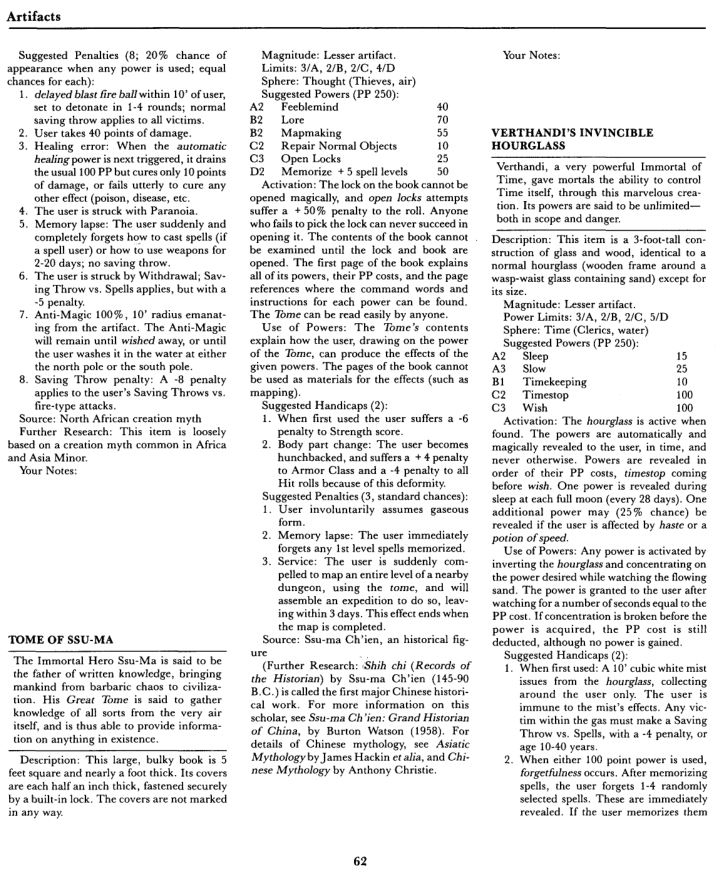 Artifacts
Suggested Penalties (8; 20% chance of
appearance when any power is used; equal
chances for each):
1. delayed blast fire ball within 10' of user,
set to detonate in 1-4 rounds; normal
saving throw applies to all victims.
2. User takes 40 points of damage.
3. Healing error: When the automatic
healing power is next triggered, it drains
the usual 100 PP but cures only 10 points
of damage, or fails utterly to cure any
other effect (poison, disease, etc.
4. The user is struck with Paranoia.
5. Memory lapse: The user suddenly and
completely forgets how to cast spells (if
a spell user) or how to use weapons for
2-20 days; no saving throw.
6. The user is struck by Withdrawal; Sav-
ing Throw vs. Spells applies, but with a
-5 penalty.
7. Anti-Magic 100%, 10' radius emanat-
ing from the artifact. The Anti-Magic
will remain until wished away, or until
the user washes it in the water at either
the north pole or the south pole.
8. Saving Throw penalty: A -8 penalty
applies to the user's Saving Throws vs.
fire-type attacks.
Source: North African creation myth
Further Research: This item is loosely
based on a creation myth common in Africa
and Asia Minor.
Your Notes:
TOME OF SSU-MA
The Immortal Hero Ssu-Ma is said to be
the father of written knowledge, bringing
mankind from barbaric chaos to civiliza-
tion. His Great Tome is said to gather
knowledge of all sorts from the very air
itself, and is thus able to provide informa-
tion on anything in existence.
Description: This large, bulky book is 5
feet square and nearly a foot thick. Its covers
are each half an inch thick, fastened securely
by a built-in lock. The covers are not marked
in any way.
Magnitude: Lesser artifact.
Limits: 3/A, 2/B, 2/C, 4/D
Sphere: Thought (Thieves, air)
Suggested Powers (PP 250):
A2 Feeblemind 40
B2 Lore 70
B2 Mapmaking 55
C2 Repair Normal Objects 10
C3 Open Locks 25
D2 Memorize + 5 spell levels 50
Activation: The lock on the book cannot be
opened magically, and open locks attempts
suffer a + 50% penalty to the roll. Anyone
who fails to pick the lock can never succeed in
opening it. The contents of the book cannot
be examined until the lock and book are
opened. The first page of the book explains
all of its powers, their PP costs, and the page
references where the command words and
instructions for each power can be found.
The Tome can be read easily by anyone.
Use of Powers: The Tome's contents
explain how the user, drawing on the power
of the Tome, can produce the effects of the
given powers. The pages of the book cannot
be used as materials for the effects (such as
mapping).
Suggested Handicaps (2):
1. When first used the user suffers a -6
penalty to Strength score.
2. Body part change: The user becomes
hunchbacked, and suffers a + 4 penalty
to Armor Class and a -4 penalty to all
Hit rolls because of this deformity.
Suggested Penalties (3, standard chances):
1. User involuntarily assumes gaseous
form.
2. Memory lapse: The user immediately
forgets any 1st level spells memorized.
3. Service: The user is suddenly com-
pelled to map an entire level of a nearby
dungeon, using the tome, and will
assemble an expedition to do so, leav-
ing within 3 days. This effect ends when
the map is completed.
Source: Ssu-ma Ch'ien, an historical fig-
ure
(Further Research: Shih chi (Records of
the Historian) by Ssu-ma Ch'ien (145-90
B.C.) is called the first major Chinese histori-
cal work. For more information on this
scholar, see Ssu-ma Ch'ien: Grand Historian
of China, by Burton Watson (1958). For
details of Chinese mythology, see Asiatic
Mythology by James Hackin et alia, and Chi-
nese Mythology by Anthony Christie.
Your Notes:
VERTHANDI'S INVINCIBLE
HOURGLASS
Verthandi, a very powerful Immortal of
Time, gave mortals the ability to control
Time itself, through this marvelous crea-
tion. Its powers are said to be unlimited—
both in scope and danger.
Description: This item is a 3-foot-tall con-
struction of glass and wood, identical to a
normal hourglass (wooden frame around a
wasp-waist glass containing sand) except for
its size.
Magnitude: Lesser artifact.
Power Limits: 3/A, 2/B, 2/C, 5/D
Sphere: Time (Clerics, water)
Suggested Powers (PP 250):
A2 Sleep 15
A3 Slow 25
B1 Timekeeping 10
C2 Timestop 100
C3 Wish 100
Activation: The hourglass is active when
found. The powers are automatically and
magically revealed to the user, in time, and
never otherwise. Powers are revealed in
order of their PP costs, timestop coming
before wish. One power is revealed during
sleep at each full moon (every 28 days). One
additional power may (25% chance) be
revealed if the user is affected by haste or a
potion of speed.
Use of Powers: Any power is activated by
inverting the hourglass and concentrating on
the power desired while watching the flowing
sand. The power is granted to the user after
watching for a number of seconds equal to the
PP cost. If concentration is broken before the
power is acquired, the PP cost is still
deducted, although no power is gained.
Suggested Handicaps (2):
1. When first used: A 10' cubic white mist
issues from the hourglass, collecting
around the user only. The user is
immune to the mist's effects. Any vic-
tim within the gas must make a Saving
Throw vs. Spells, with a -4 penalty, or
age 10-40 years.
2. When either 100 point power is used,
forgetfulness occurs. After memorizing
spells, the user forgets 1-4 randomly
selected spells. These are immediately
revealed. If the user memorizes them
62